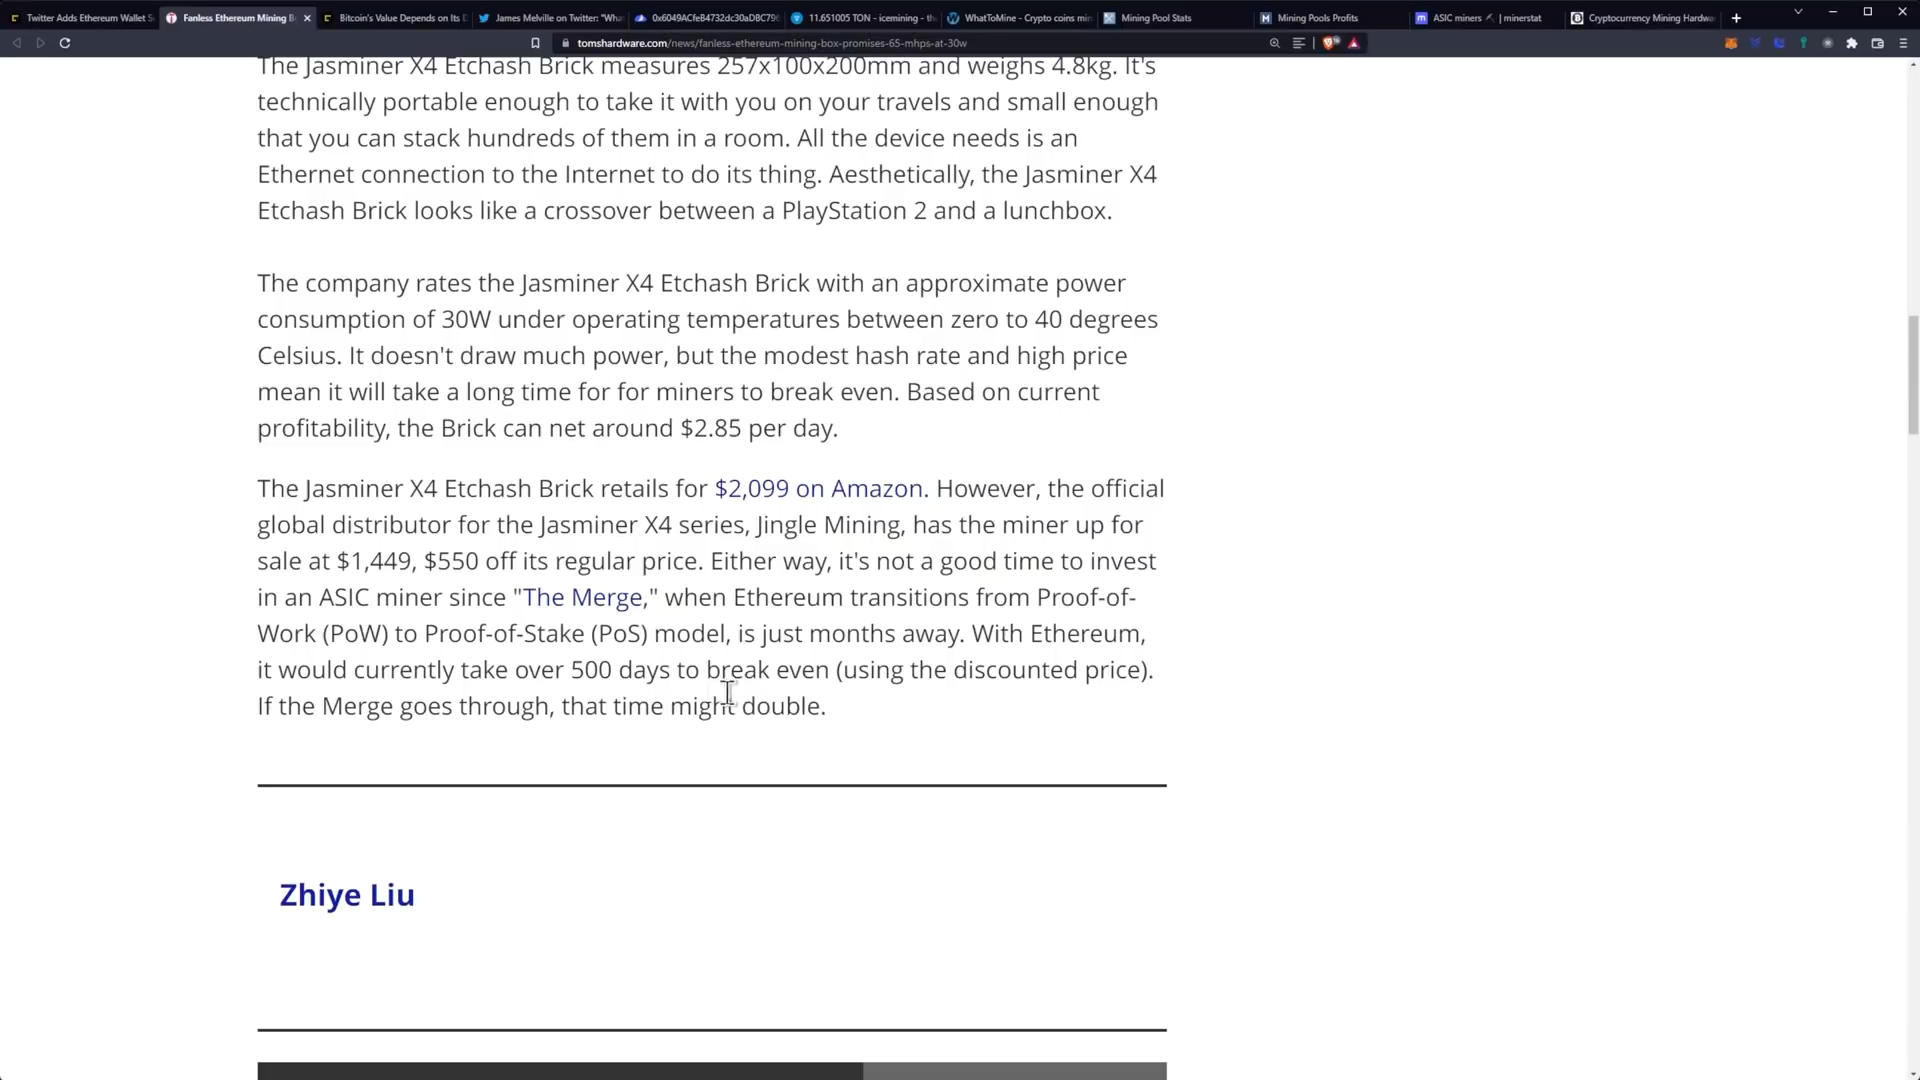 Twitter Adds Ethereum Wallet S
Fanless Ethereum Mining B
Bitcoin's Value Depends on Its E
James Melville on Twitter: "Wha
0x6049ACfeB4732dc30aDBC79
11.651005 TON - icemining - th
WhatToMine - Crypto coins min
Mining Pool Stats
Mining Pools Profits
ASIC miners ⛏ | minerstat
Cryptocurrency Mining Hardwa
tomshardware.com/news/fanless-ethereum-mining-box-promises-65-mhps-at-30w
The Jasminer X4 Etchash Brick measures 257x100x200mm and weighs 4.8kg. It's
technically portable enough to take it with you on your travels and small enough
that you can stack hundreds of them in a room. All the device needs is an
Ethernet connection to the Internet to do its thing. Aesthetically, the Jasminer X4
Etchash Brick looks like a crossover between a PlayStation 2 and a lunchbox.
The company rates the Jasminer X4 Etchash Brick with an approximate power
consumption of 30W under operating temperatures between zero to 40 degrees
Celsius. It doesn't draw much power, but the modest hash rate and high price
mean it will take a long time for for miners to break even. Based on current
profitability, the Brick can net around $2.85 per day.
The Jasminer X4 Etchash Brick retails for $2,099 on Amazon. However, the official
global distributor for the Jasminer X4 series, Jingle Mining, has the miner up for
sale at $1,449, $550 off its regular price. Either way, it's not a good time to invest
in an ASIC miner since "The Merge," when Ethereum transitions from Proof-of-
Work (PoW) to Proof-of-Stake (PoS) model, is just months away. With Ethereum,
it would currently take over 500 days to break even (using the discounted price).
If the Merge goes through, that time might double.
Zhiye Liu